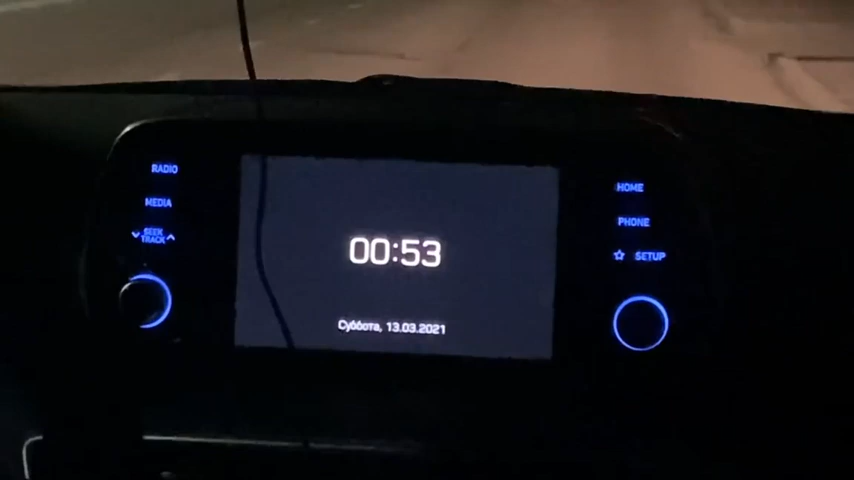 RADIO
MEDIA
SEEK
TRACK
00:53
Суббота, 13.03.2021
HOME
PHONE
SETUP